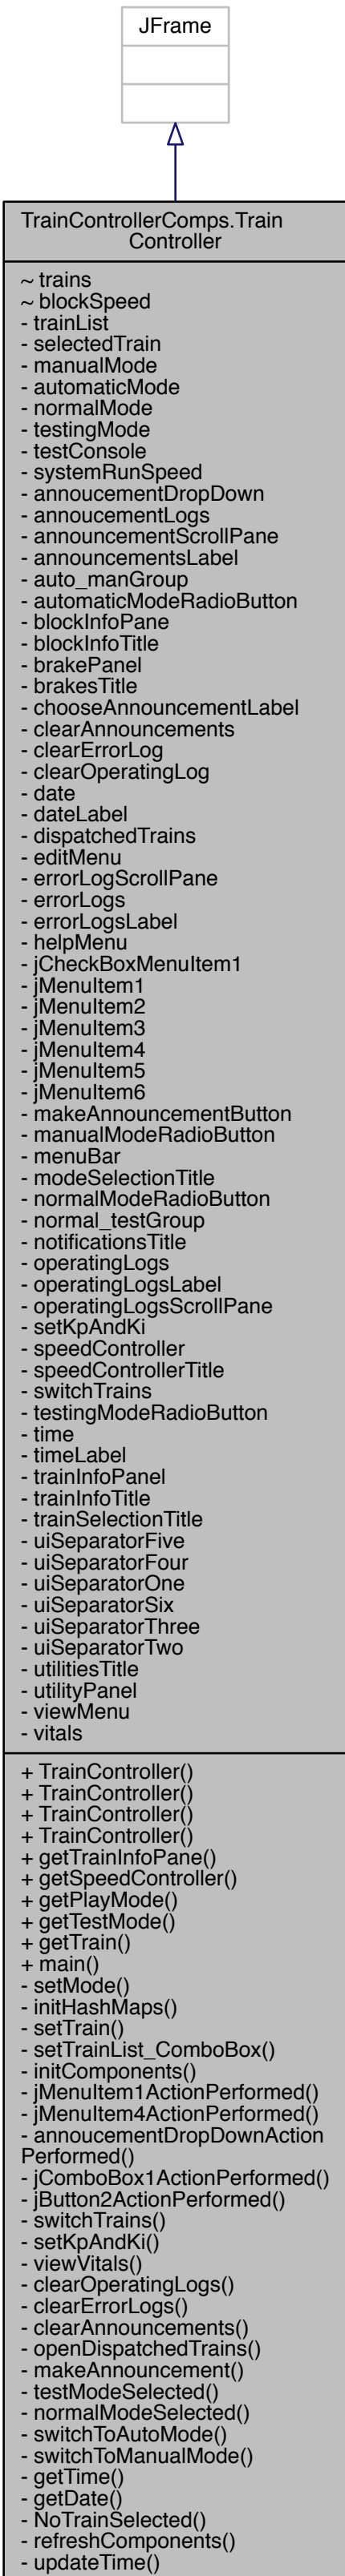 JFrame
TrainControllerComps.Train
Controller
~ trains
~ blockSpeed
- trainList
- selectedTrain
- manualMode
- automaticMode
- normalMode
- testingMode
- testConsole
- systemRunSpeed
- annoucementDropDown
- annoucementLogs
- announcementScrollPane
- announcementsLabel
- auto_manGroup
- automaticModeRadioButton
- blockInfoPane
- blockInfoTitle
- brakePanel
- brakesTitle
- chooseAnnouncementLabel
- clearAnnouncements
- clearErrorLog
- clearOperatingLog
- date
- dateLabel
- dispatchedTrains
- editMenu
- errorLogScrollPane
- errorLogs
- errorLogsLabel
- helpMenu
- jCheckBoxMenuItem1
- jMenuItem1
- jMenuItem2
- jMenuItem3
- jMenuItem4
- jMenuItem5
- jMenuItem6
- makeAnnouncementButton
- manualModeRadioButton
- menuBar
- modeSelectionTitle
- normalModeRadioButton
- normal_testGroup
- notificationsTitle
- operatingLogs
- operatingLogsLabel
- operatingLogsScrollPane
- setKpAndKi
- speedController
- speedControllerTitle
- switchTrains
- testingModeRadioButton
- time
- timeLabel
- trainInfoPanel
- trainInfoTitle
- trainSelectionTitle
- uiSeparatorFive
- uiSeparatorFour
- uiSeparatorOne
- uiSeparatorSix
- uiSeparatorThree
- uiSeparatorTwo
- utilitiesTitle
- utilityPanel
- viewMenu
- vitals
+ TrainController()
+ TrainController()
+ TrainController()
+ TrainController()
+ getTrainInfoPane()
+ getSpeedController()
+ getPlayMode()
+ getTestMode()
+ getTrain()
+ main()
- setMode()
- initHashMaps()
- setTrain()
- setTrainList_ComboBox()
- initComponents()
- jMenuItem1ActionPerformed()
- jMenuItem4ActionPerformed()
- annoucementDropDownAction
Performed()
- jComboBox1ActionPerformed()
- jButton2ActionPerformed()
- switchTrains()
- setKpAndKi()
- viewVitals()
- clearOperatingLogs()
- clearErrorLogs()
- clearAnnouncements()
- openDispatchedTrains()
- makeAnnouncement()
- testModeSelected()
- normalModeSelected()
- switchToAutoMode()
- switchToManualMode()
- getTime()
- getDate()
- NoTrainSelected()
- refreshComponents()
- updateTime()